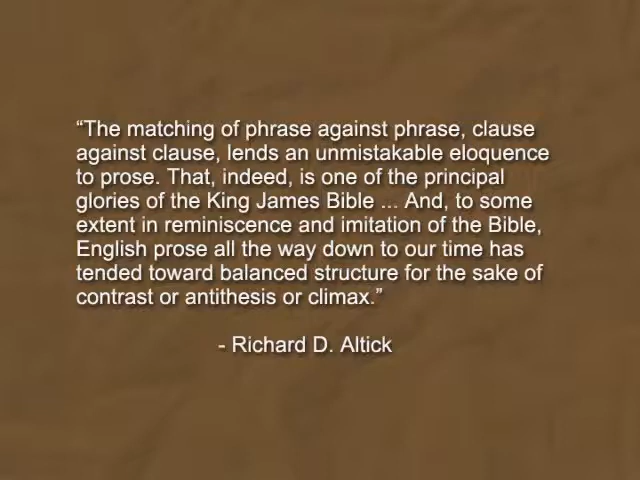 “The matching of phrase against phrase, clause
against clause, lends an unmistakable eloquence
to prose. That, indeed, is one of the principal
glories of the King James Bible ... And, to some
extent in reminiscence and imitation of the Bible,
English prose all the way down to our time has
tended toward balanced structure for the sake of
contrast or antithesis or climax.”
- Richard D. Altick